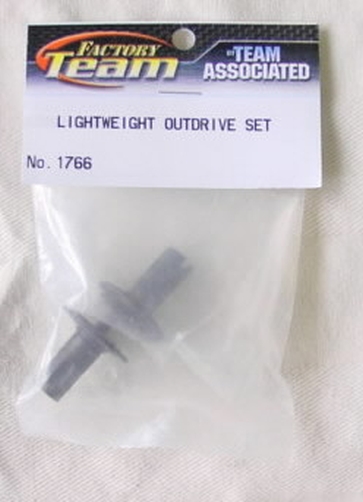 FACTORY
Team
BY TEAM
ASSOCIATED
LIGHTWEIGHT OUTDRIVE SET
No. 1766